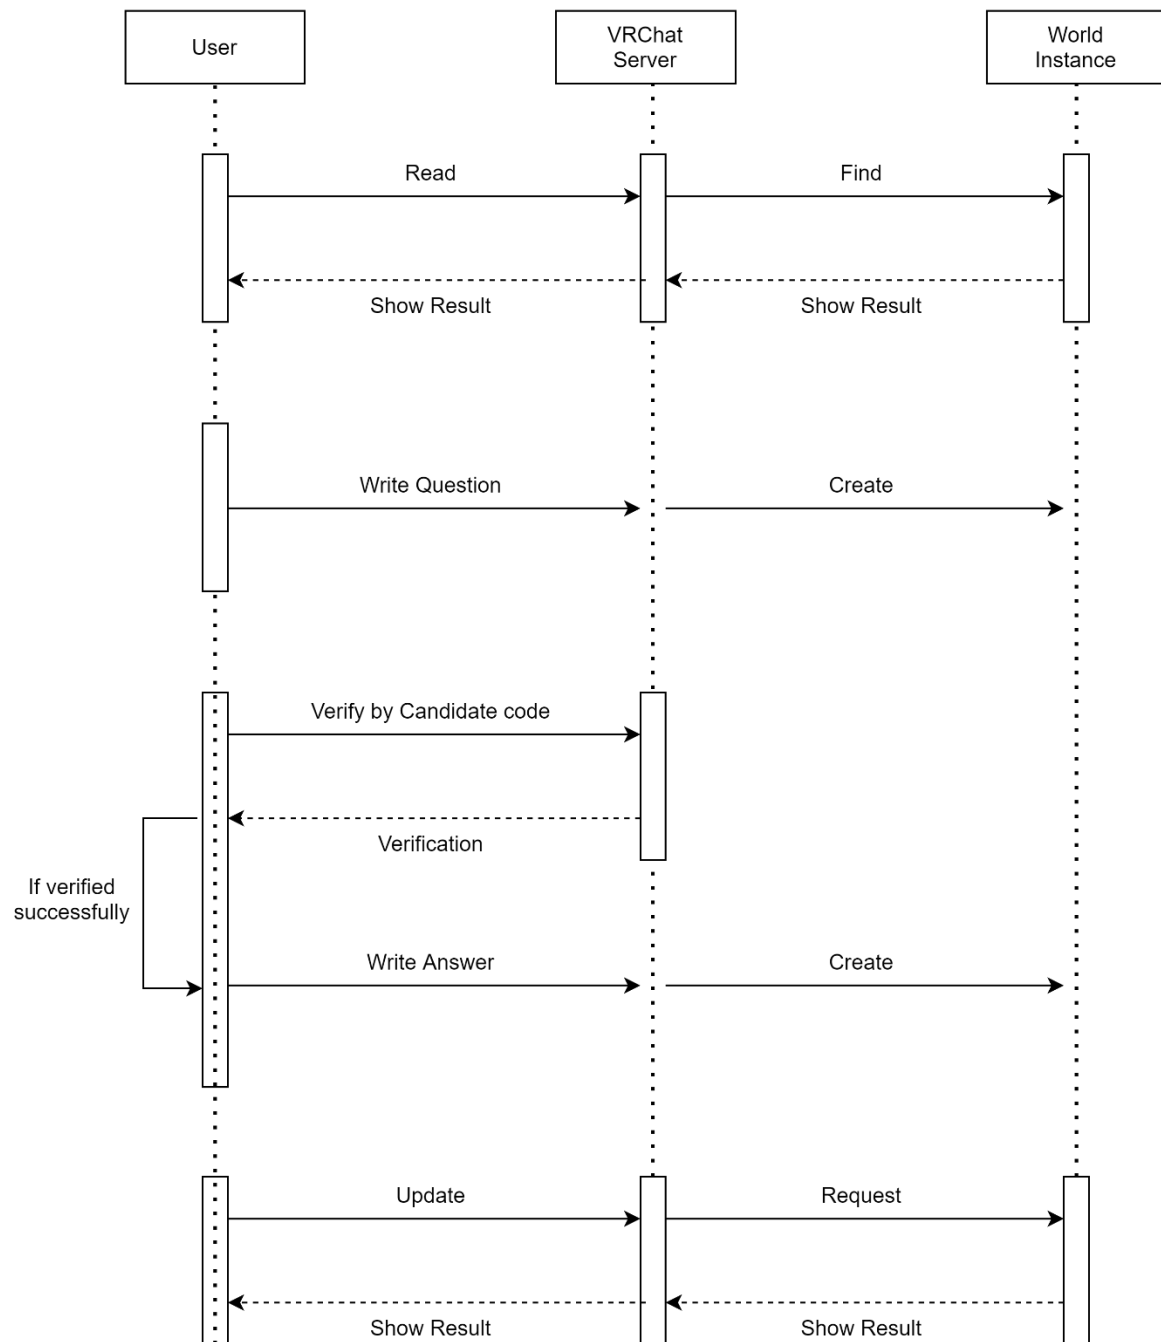 User
VRChat
Server
World
Instance
Read
Find
Show Result
Show Result
Write Question
Create
Verify by Candidate code
Verification
If verified
successfully
Write Answer
Create
Update
Request
Show Result
Show Result